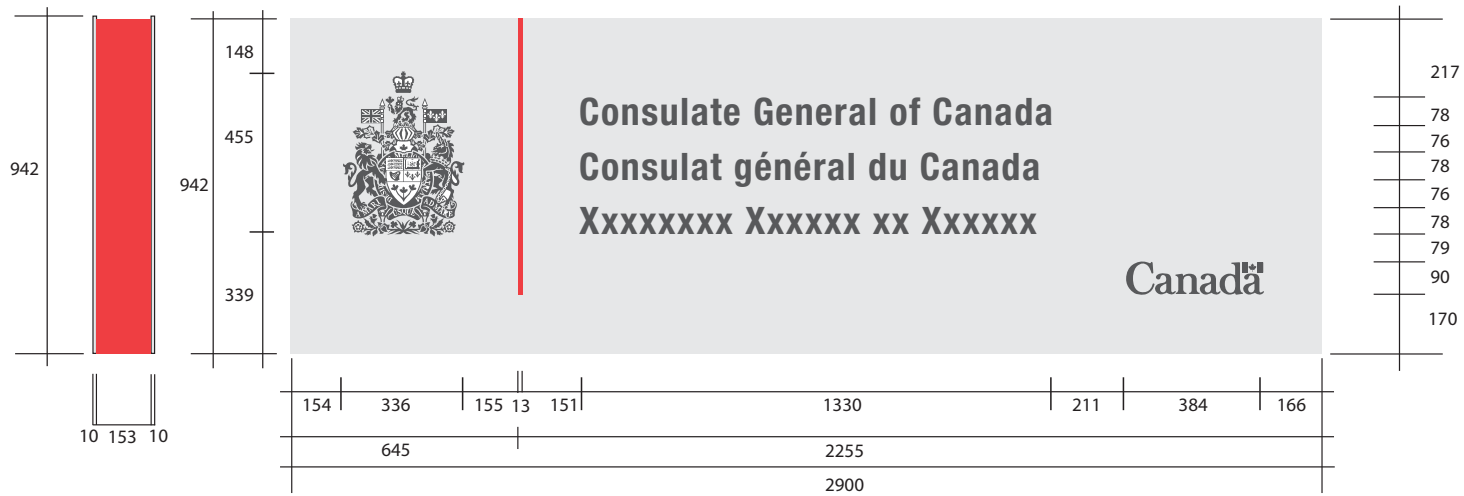 942
942
148
455
339
Consulate General of Canada
Consulat général du Canada
Xxxxxxxx Xxxxxx xx Xxxxxx
Canada
217
78
76
78
76
78
79
90
170
10 153 10
154 336 155 13 151 1330 211 384 166
645 2255
2900